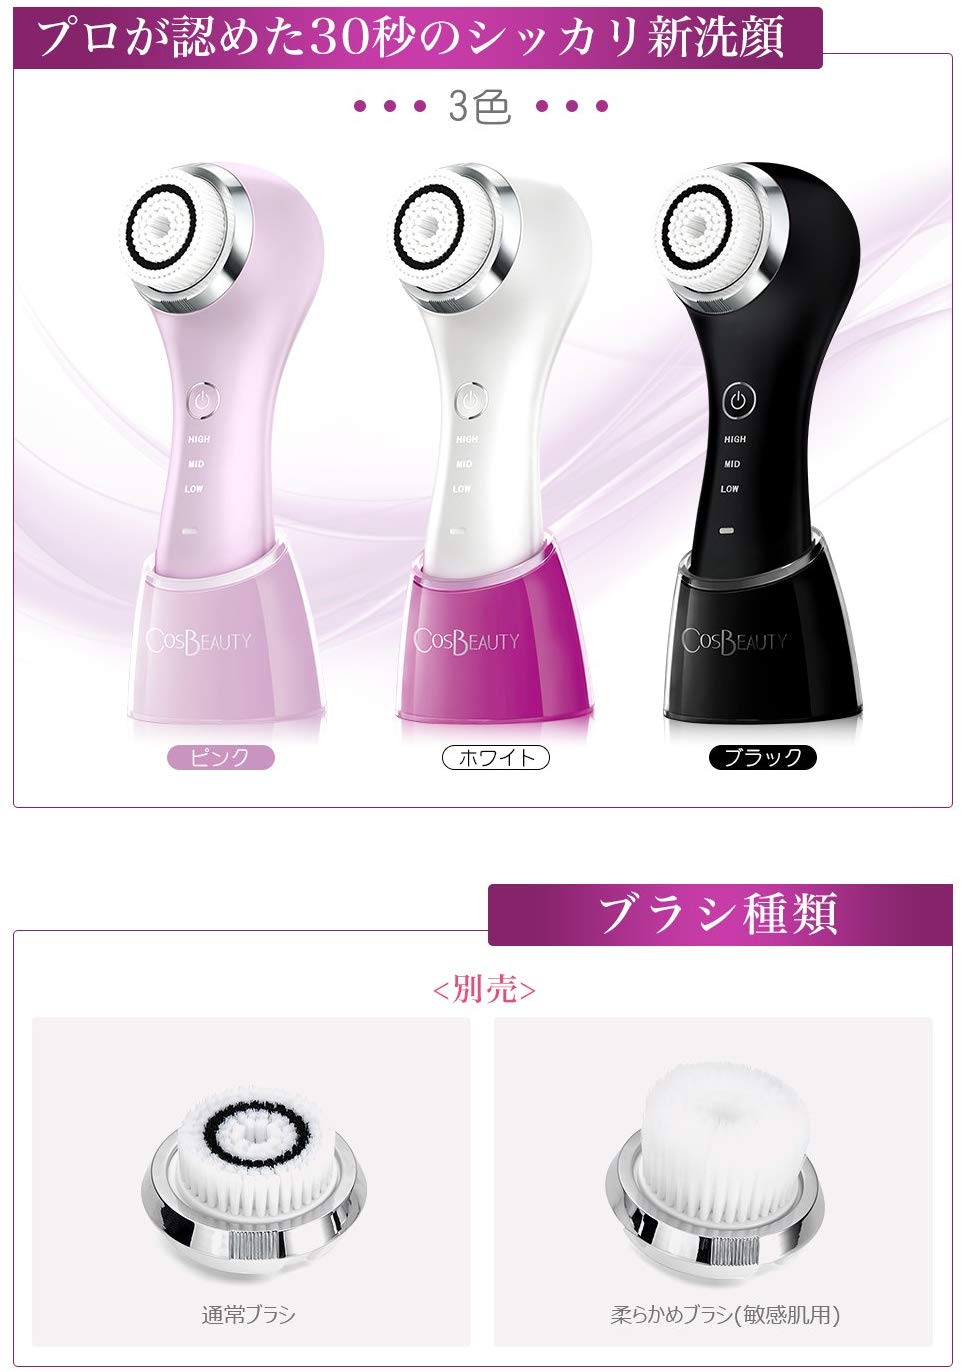 プロが認めた30秒のシッカリ新洗顔
3色
HIGH
MID
LOW
HIGH
MID
LOW
HIGH
MID
LOW
COSBEAUTY
COSBEAUTY
COSBEAUTY
ピンク
ホワイト
ブラック
ブラシ種類
<別売>
通常ブラシ
柔らかめブラシ(敏感肌用)